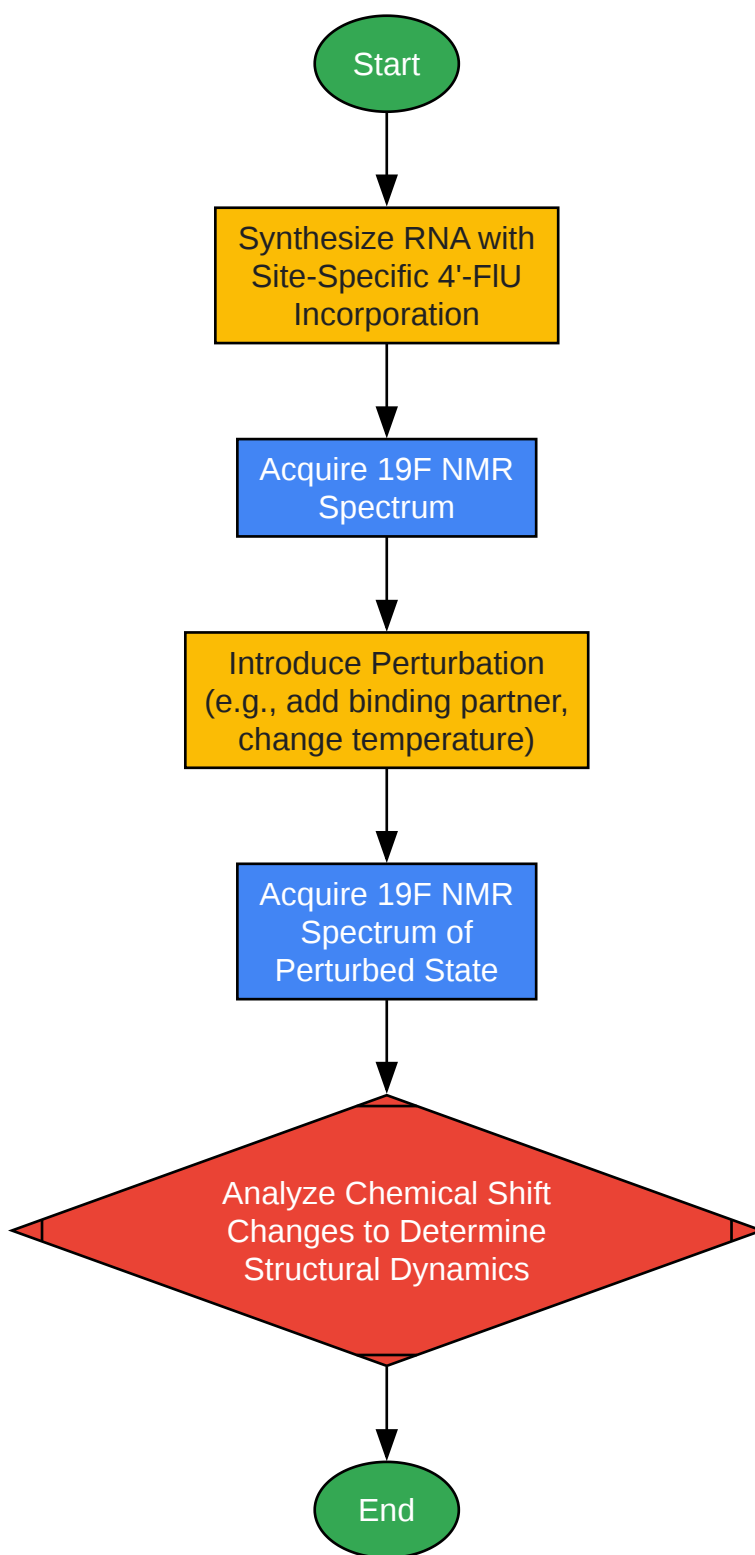 Start
Synthesize RNA with
Site-Specific 4'-FlU
Incorporation
Acquire 19F NMR
Spectrum
Introduce Perturbation
(e.g., add binding partner,
change temperature)
Acquire 19F NMR
Spectrum of
Perturbed State
Analyze Chemical Shift
Changes to Determine
Structural Dynamics
End